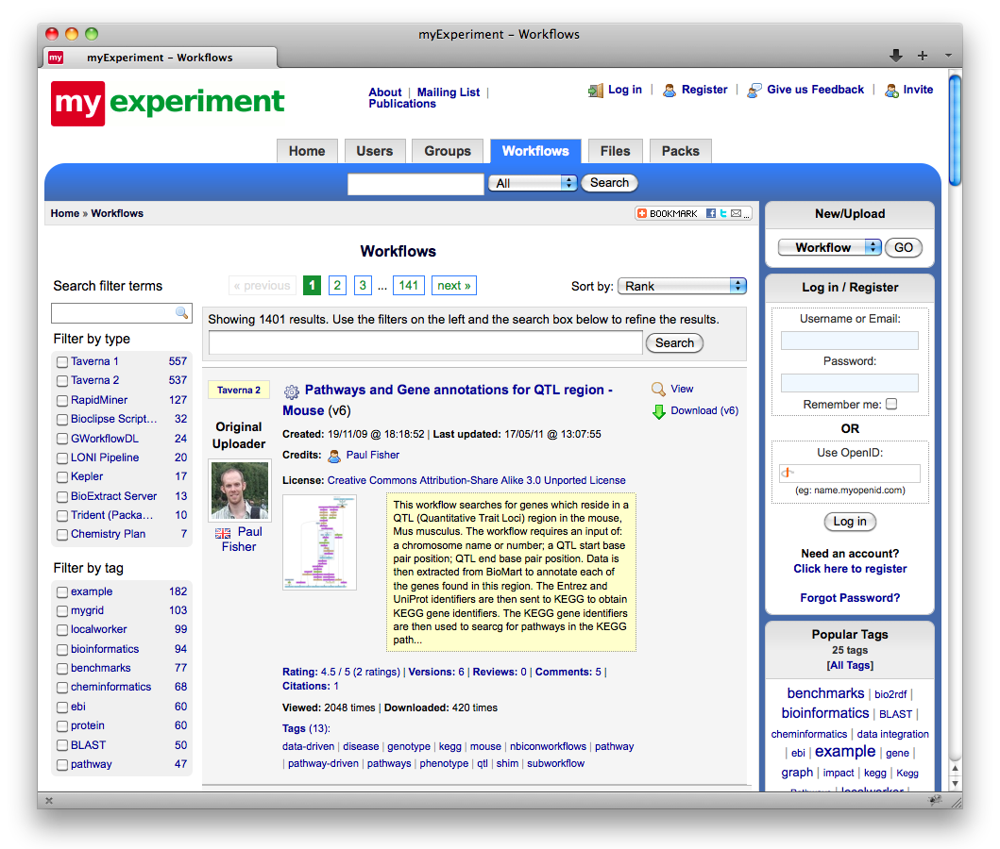 myExperiment – Workflows
my myExperiment – Workflows
my experiment
About | Mailing List |
Publications
Log in | Register | Give us Feedback | Invite
Home Users Groups Workflows Files Packs
All Search
Home » Workflows
BOOKMARK ...
Workflows
Search filter terms
« previous 1 2 3 ... 141 next »
Sort by: Rank
Filter by type
Taverna 1 557
Taverna 2 537
RapidMiner 127
Bioclipse Script... 32
GWorkflowDL 24
LONI Pipeline 20
Kepler 17
BioExtract Server 13
Trident (Packa... 10
Chemistry Plan 7
Filter by tag
example 182
mygrid 103
localworker 99
bioinformatics 94
benchmarks 77
cheminformatics 68
ebi 60
protein 60
BLAST 50
pathway 47
Showing 1401 results. Use the filters on the left and the search box below to refine the results.
Search
Taverna 2
Original
Uploader
Paul
Fisher
Pathways and Gene annotations for QTL region -
Mouse (v6)
View
Download (v6)
Created: 19/11/09 @ 18:18:52 | Last updated: 17/05/11 @ 13:07:55
Credits: Paul Fisher
License: Creative Commons Attribution-Share Alike 3.0 Unported License
This workflow searches for genes which reside in a
QTL (Quantitative Trait Loci) region in the mouse,
Mus musculus. The workflow requires an input of:
a chromosome name or number; a QTL start base
pair position; QTL end base pair position. Data is
then extracted from BioMart to annotate each of
the genes found in this region. The Entrez and
UniProt identifiers are then sent to KEGG to obtain
KEGG gene identifiers. The KEGG gene identifiers
are then used to searcg for pathways in the KEGG
path...
Rating: 4.5 / 5 (2 ratings) | Versions: 6 | Reviews: 0 | Comments: 5 |
Citations: 1
Viewed: 2048 times | Downloaded: 420 times
Tags (13):
data-driven | disease | genotype | kegg | mouse | nbiconworkflows | pathway
| pathway-driven | pathways | phenotype | qtl | shim | subworkflow
New/Upload
Workflow GO
Log in / Register
Username or Email:
Password:
Remember me:
OR
Use OpenID:
(eg: name.myopenid.com)
Log in
Need an account?
Click here to register
Forgot Password?
Popular Tags
25 tags
[All Tags]
benchmarks | bio2rdf |
bioinformatics | BLAST |
cheminformatics | data integration
| ebi | example | gene |
graph | impact | kegg | Kegg
Pathways | localworker |